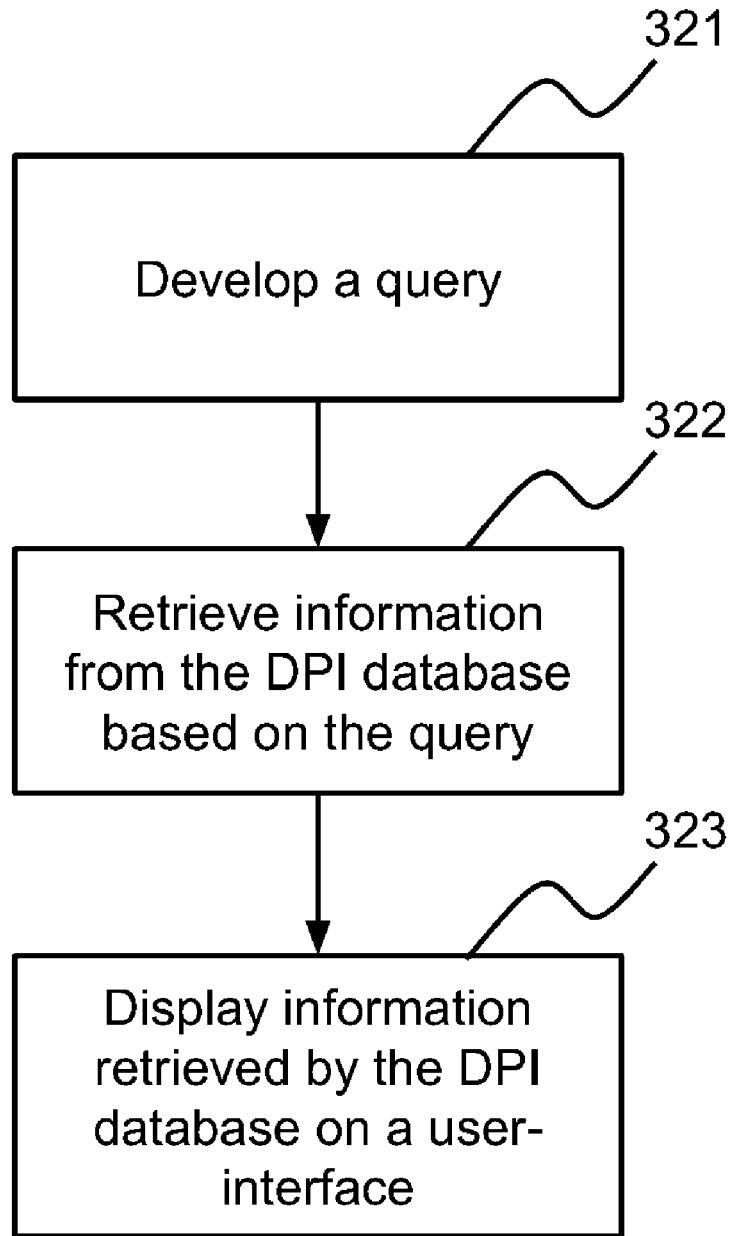 321
Develop a query
322
Retrieve information
from the DPI database
based on the query
323
Display information
retrieved by the DPI
database on a user-
interface